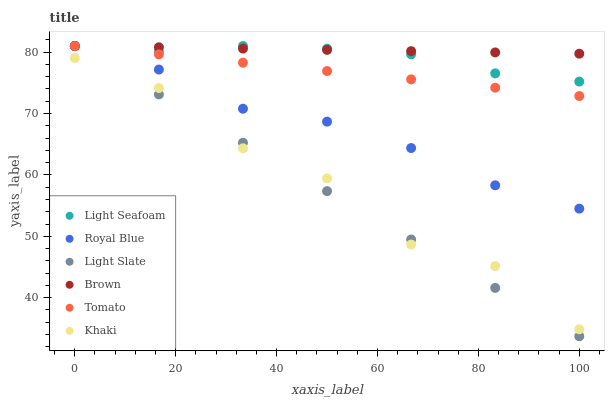 title
yaxis_label
80
70
60
50
40
Light Seafoam
Royal Blue
Light Slate
Brown
Tomato
Khaki
0 20 40 60 80 100
xaxis_label